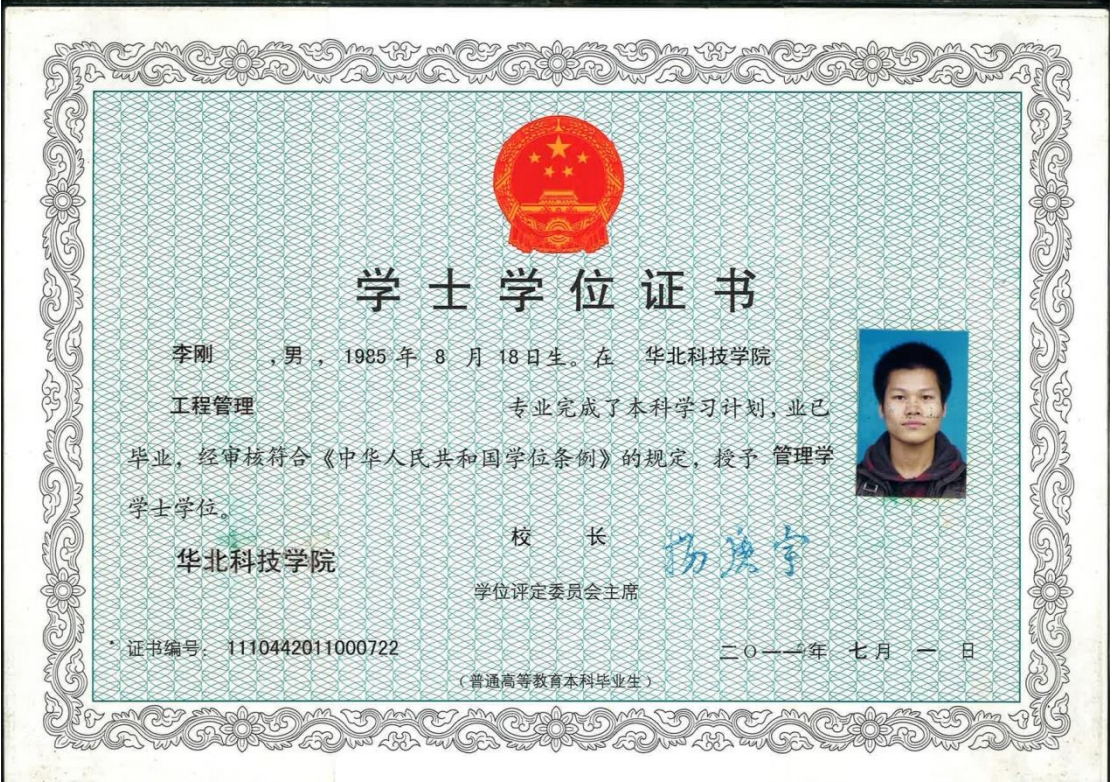 学士学位证书
李刚 ，男， 1985 年 8 月 18日生。在 华北科技学院
工程管理 专业完成了本科学习计划，业已
毕业，经审核符合《中华人民共和国学位条例》的规定，授予 管理学
学士学位。
华北科技学院
校 长 杨庚宇
学位评定委员会主席
证书编号： 1110442011000722
二〇一一年 七月 一 日
（普通高等教育本科毕业生）